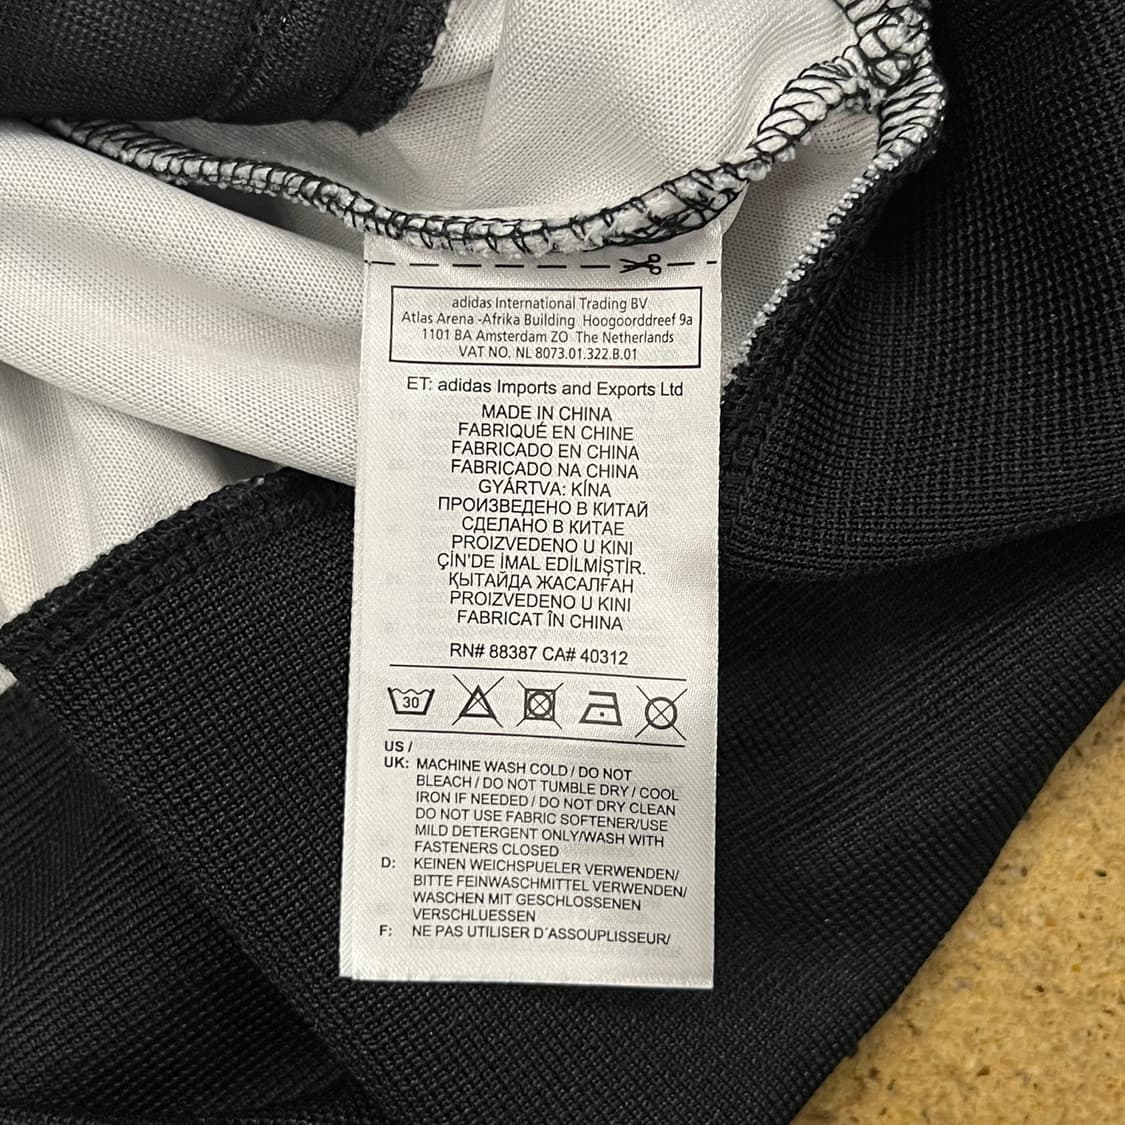 adidas International Trading BV
Atlas Arena -Afrika Building Hoogoorddreef 9a
1101 BA Amsterdam ZO The Netherlands
VAT NO. NL 8073.01.322.B.01
ET: adidas Imports and Exports Ltd
MADE IN CHINA
FABRIQUÉ EN CHINE
FABRICADO EN CHINA
FABRICADO NA CHINA
GYÁRTVA: KÍNA
ПРОИЗВЕДЕНО В КИТАЙ
СДЕЛАНО В КИТАЕ
PROIZVEDENO U KINI
ÇİN'DE İMAL EDİLMİŞTİR.
ҚЫТАЙДА ЖАСАЛҒАН
PROIZVEDENO U KINI
FABRICAT ÎN CHINA
RN# 88387 CA# 40312
30
US /
UK: MACHINE WASH COLD / DO NOT
BLEACH / DO NOT TUMBLE DRY / COOL
IRON IF NEEDED / DO NOT DRY CLEAN
DO NOT USE FABRIC SOFTENER/USE
MILD DETERGENT ONLY/WASH WITH
FASTENERS CLOSED
D: KEINEN WEICHSPUELER VERWENDEN/
BITTE FEINWASCHMITTEL VERWENDEN/
WASCHEN MIT GESCHLOSSENEN
VERSCHLUESSEN
F: NE PAS UTILISER D´ASSOUPLISSEUR/